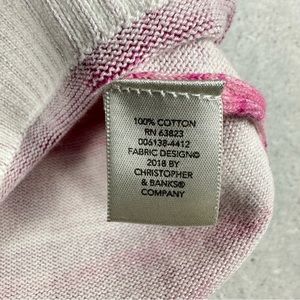 100% COTTON
RN 63823
006138-4412
FABRIC DESIGN©
2018 BY
CHRISTOPHER
& BANKS®
COMPANY